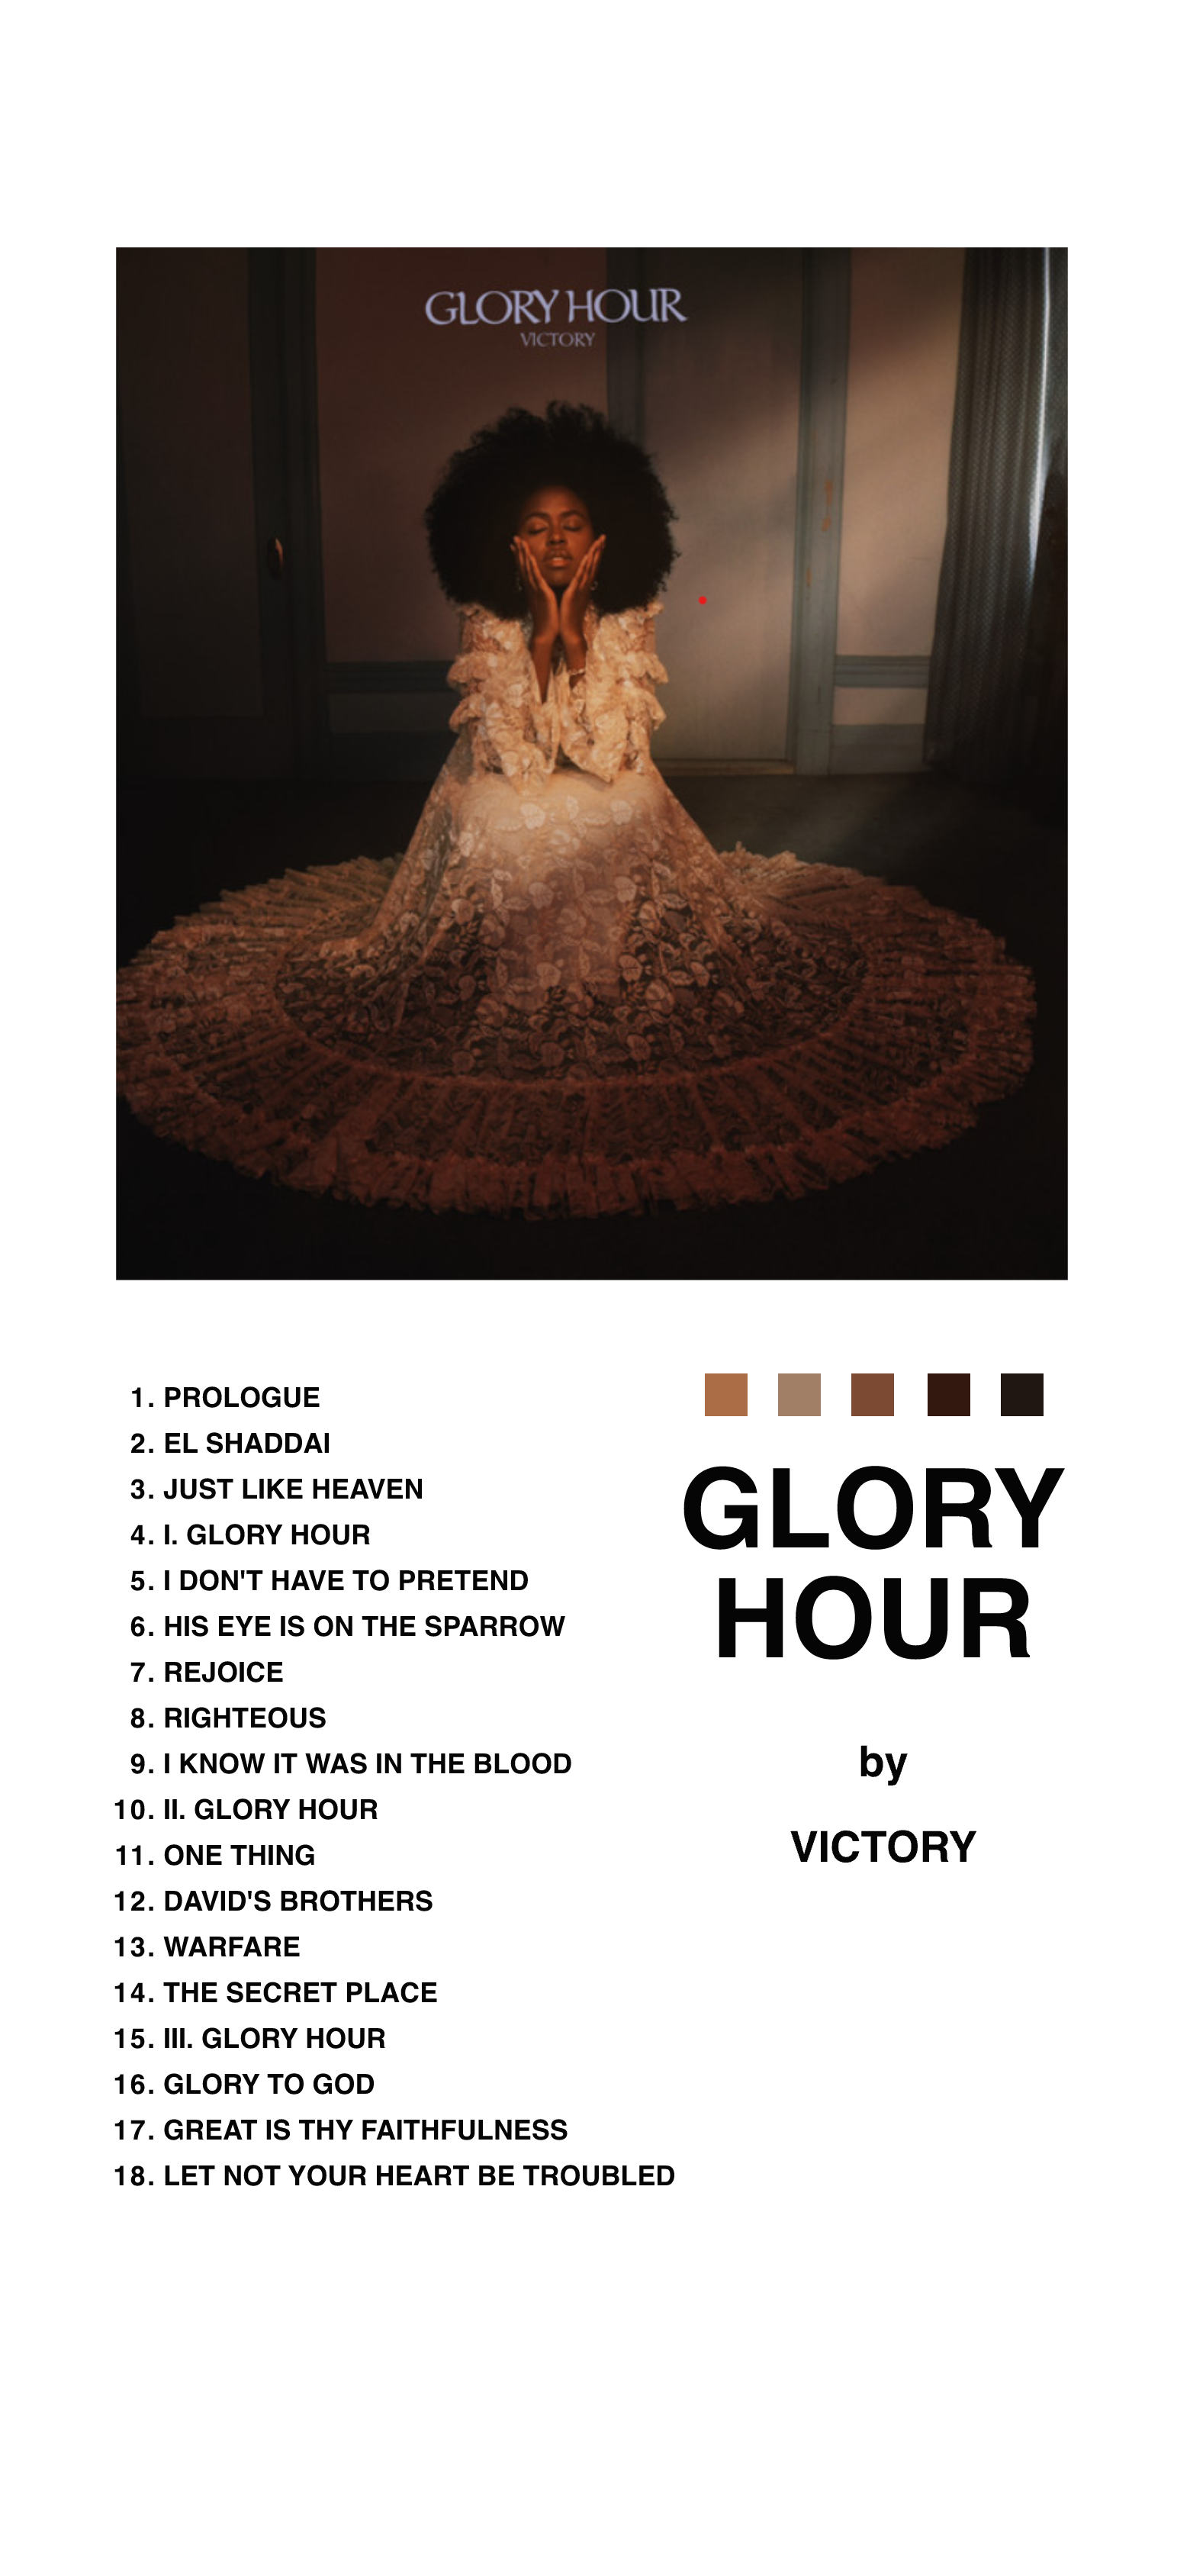 GLORY HOUR
VICTORY
1. PROLOGUE
2. EL SHADDAI
3. JUST LIKE HEAVEN
4. I. GLORY HOUR
5. I DON'T HAVE TO PRETEND
6. HIS EYE IS ON THE SPARROW
7. REJOICE
8. RIGHTEOUS
9. I KNOW IT WAS IN THE BLOOD
10. II. GLORY HOUR
11. ONE THING
12. DAVID'S BROTHERS
13. WARFARE
14. THE SECRET PLACE
15. III. GLORY HOUR
16. GLORY TO GOD
17. GREAT IS THY FAITHFULNESS
18. LET NOT YOUR HEART BE TROUBLED
GLORY
HOUR
by
VICTORY